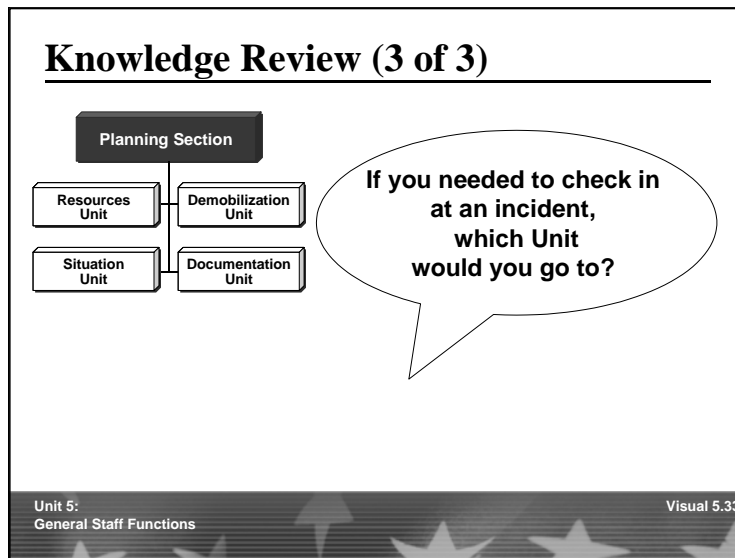 Knowledge Review (3 of 3)
Planning Section
Resources
Unit
Demobilization
Unit
Situation
Unit
Documentation
Unit
If you needed to check in
at an incident,
which Unit
would you go to?
Unit 5:
General Staff Functions
Visual 5.33